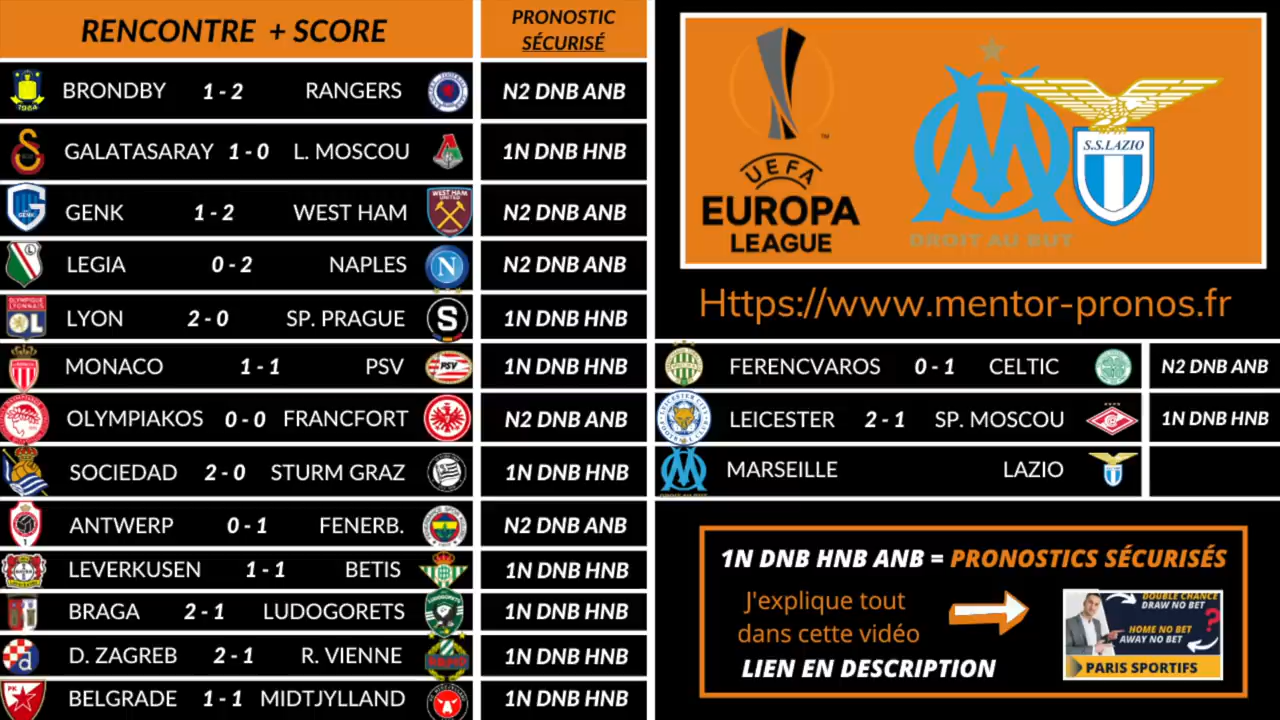 RENCONTRE + SCORE
PRONOSTIC
SÉCURISÉ
BRONDBY 1 - 2 RANGERS N2 DNB ANB
GALATASARAY 1 - 0 L. MOSCOU 1N DNB HNB
GENK 1 - 2 WEST HAM N2 DNB ANB
LEGIA 0 - 2 NAPLES N2 DNB ANB
LYON 2 - 0 SP. PRAGUE 1N DNB HNB
MONACO 1 - 1 PSV 1N DNB HNB
OLYMPIAKOS 0 - 0 FRANCFORT N2 DNB ANB
SOCIEDAD 2 - 0 STURM GRAZ 1N DNB HNB
ANTWERP 0 - 1 FENERB. N2 DNB ANB
LEVERKUSEN 1 - 1 BETIS 1N DNB HNB
BRAGA 2 - 1 LUDOGORETS 1N DNB HNB
D. ZAGREB 2 - 1 R. VIENNE 1N DNB HNB
BELGRADE 1 - 1 MIDTJYLLAND 1N DNB HNB
UEFA
EUROPA
LEAGUE
TM
DROIT AU BUT
S.S.LAZIO
Https://www.mentor-pronos.fr
FERENCVAROS 0 - 1 CELTIC N2 DNB ANB
LEICESTER 2 - 1 SP. MOSCOU 1N DNB HNB
MARSEILLE LAZIO
1N DNB HNB ANB = PRONOSTICS SÉCURISÉS
J'explique tout
dans cette vidéo
LIEN EN DESCRIPTION
DOUBLE CHANCE
DRAW NO BET
?
HOME NO BET
AWAY NO BET
PARIS SPORTIFS